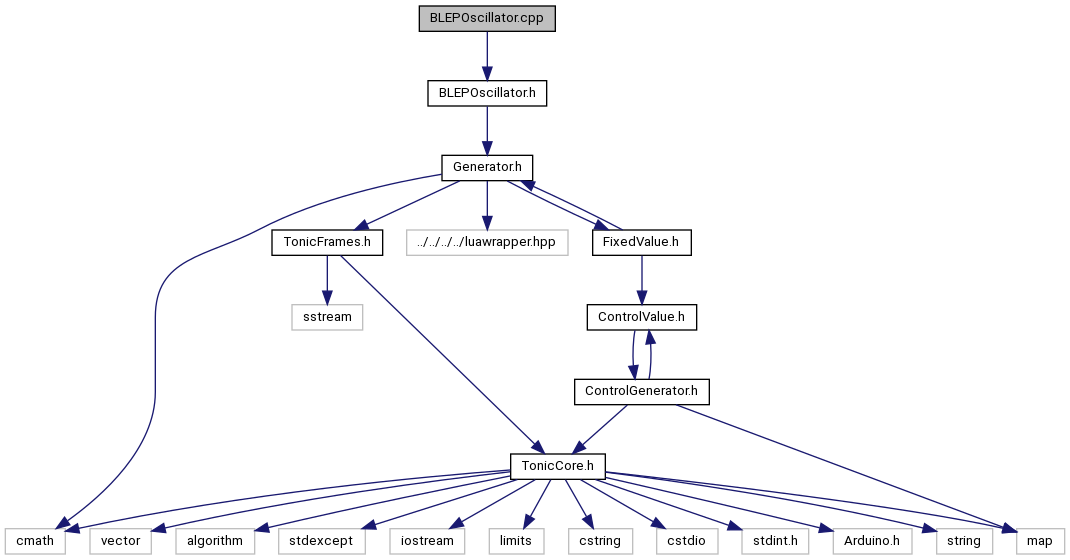 BLEPOscillator.cpp
BLEPOscillator.h
Generator.h
TonicFrames.h
../../../../luawrapper.hpp
FixedValue.h
sstream
ControlValue.h
ControlGenerator.h
TonicCore.h
cmath
vector
algorithm
stdexcept
iostream
limits
cstring
cstdio
stdint.h
Arduino.h
string
map